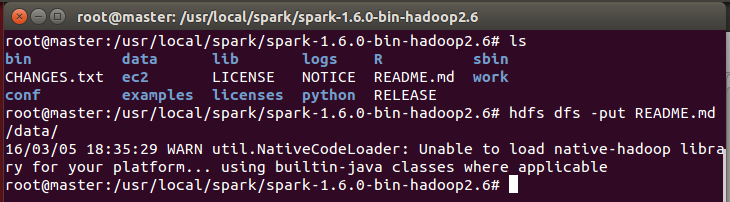 root@master: /usr/local/spark/spark-1.6.0-bin-hadoop2.6
root@master:/usr/local/spark/spark-1.6.0-bin-hadoop2.6# ls
bin data lib logs R sbin
CHANGES.txt ec2 LICENSE NOTICE README.md work
conf examples licenses python RELEASE
root@master:/usr/local/spark/spark-1.6.0-bin-hadoop2.6# hdfs dfs -put README.md
/data/
16/03/05 18:35:29 WARN util.NativeCodeLoader: Unable to load native-hadoop libra
ry for your platform... using builtin-java classes where applicable
root@master:/usr/local/spark/spark-1.6.0-bin-hadoop2.6#